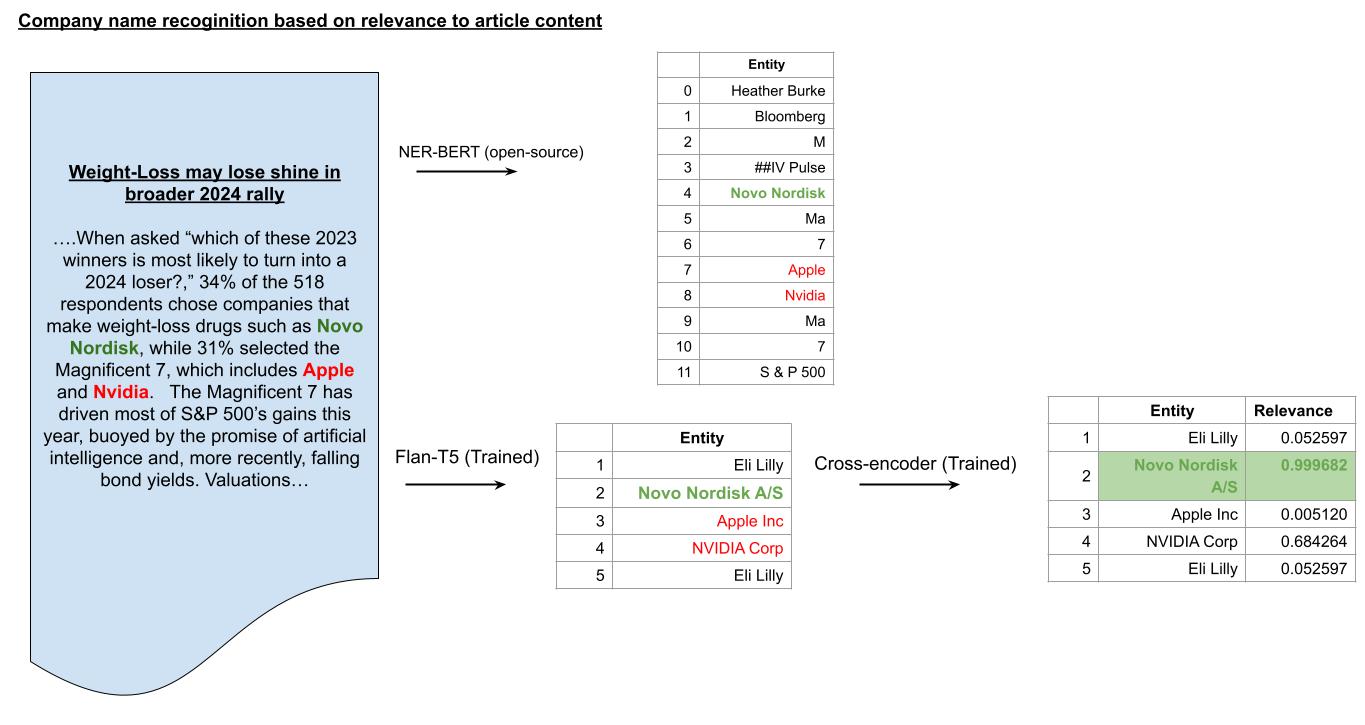 Company name recoginition based on relevance to article content
Weight-Loss may lose shine in
broader 2024 rally
….When asked “which of these 2023
winners is most likely to turn into a
2024 loser?,” 34% of the 518
respondents chose companies that
make weight-loss drugs such as Novo
Nordisk, while 31% selected the
Magnificent 7, which includes Apple
and Nvidia.   The Magnificent 7 has
driven most of S&P 500’s gains this
year, buoyed by the promise of artificial
intelligence and, more recently, falling
bond yields. Valuations…
NER-BERT (open-source)
Entity
0 Heather Burke
1 Bloomberg
2 M
3 ##IV Pulse
4 Novo Nordisk
5 Ma
6 7
7 Apple
8 Nvidia
9 Ma
10 7
11 S & P 500
Flan-T5 (Trained)
Entity
1 Eli Lilly
2 Novo Nordisk A/S
3 Apple Inc
4 NVIDIA Corp
5 Eli Lilly
Cross-encoder (Trained)
Entity Relevance
1 Eli Lilly 0.052597
2 Novo Nordisk 0.999682
A/S
3 Apple Inc 0.005120
4 NVIDIA Corp 0.684264
5 Eli Lilly 0.052597